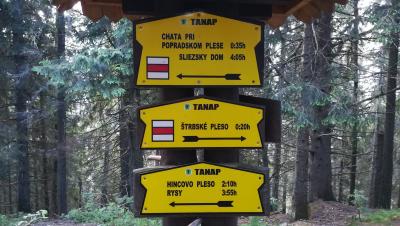 TANAP
CHATA PRI
POPRADSKOM PLESE 0:35h
SLIEZSKY DOM 4:05h
TANAP
ŠTRBSKÉ PLESO 0:20h
TANAP
HINCOVO PLESO 2:10h
RYSY 3:55h